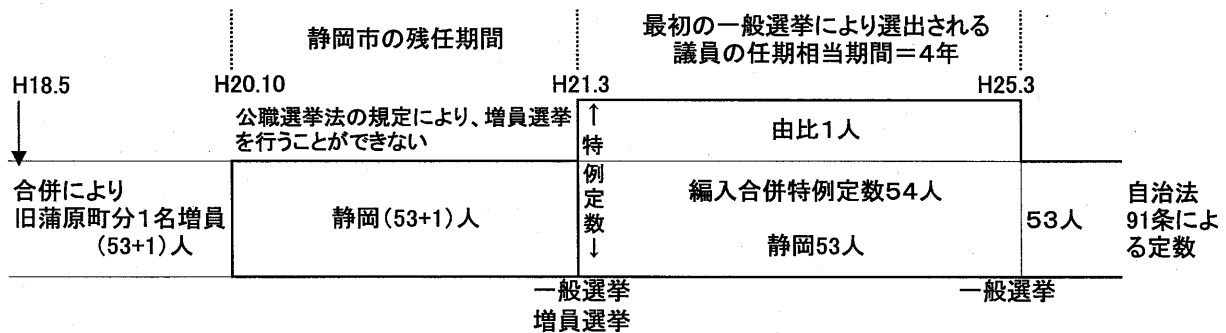 静岡市の残任期間
最初の一般選挙により選出される
議員の任期相当期間＝4年
H18.5
H20.10
H21.3
H25.3
公職選挙法の規定により、増員選挙
を行うことができない
↑特例定数↓
由比1人
合併により
旧蒲原町分1名増員
(53+1)人
静岡(53+1)人
編入合併特例定数54人
静岡53人
53人
自治法
91条によ
る定数
一般選挙
増員選挙
一般選挙